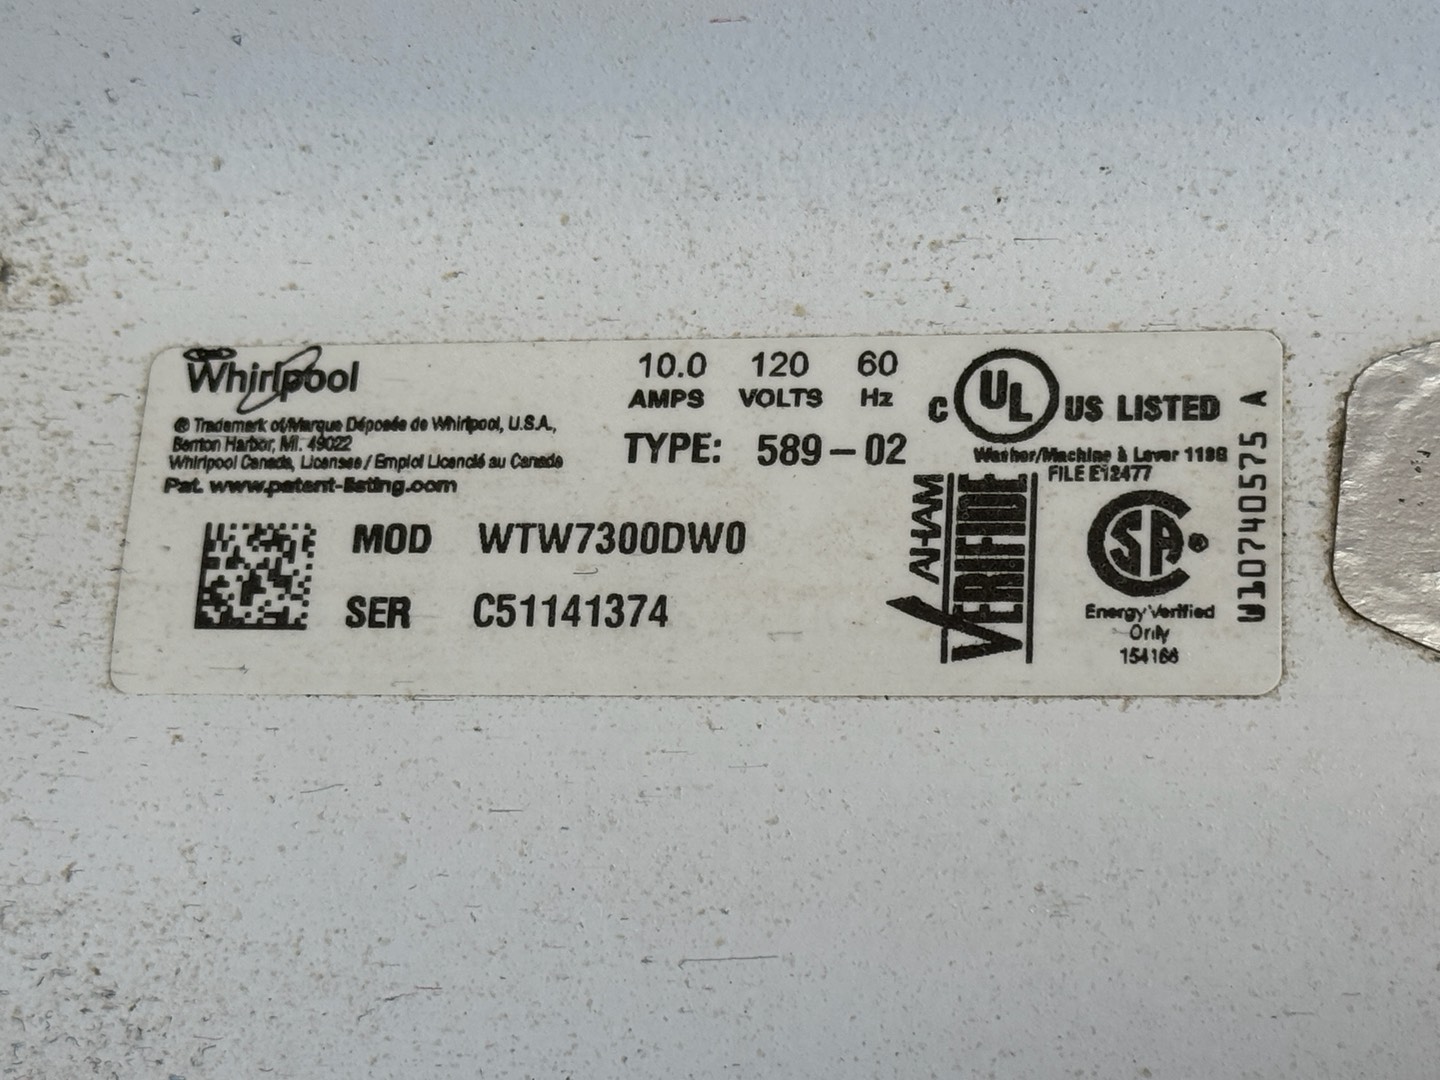 Whirlpool
® Trademark of/Marque Déposée de Whirlpool, U.S.A.,
Benton Harbor, MI. 49022
Whirlpool Canada, Licensee / Emploi Licencié au Canada
Pat. www.patent-listing.com
10.0 120 60
AMPS VOLTS Hz
TYPE: 589-02
C UL US LISTED
Washer/Machine à Laver 118G
FILE E12477
MOD WTW7300DW0
SER C51141374
AHAM
VERIFIDE
CSA ®
Energy Verified
Only
154166
W10740575 A